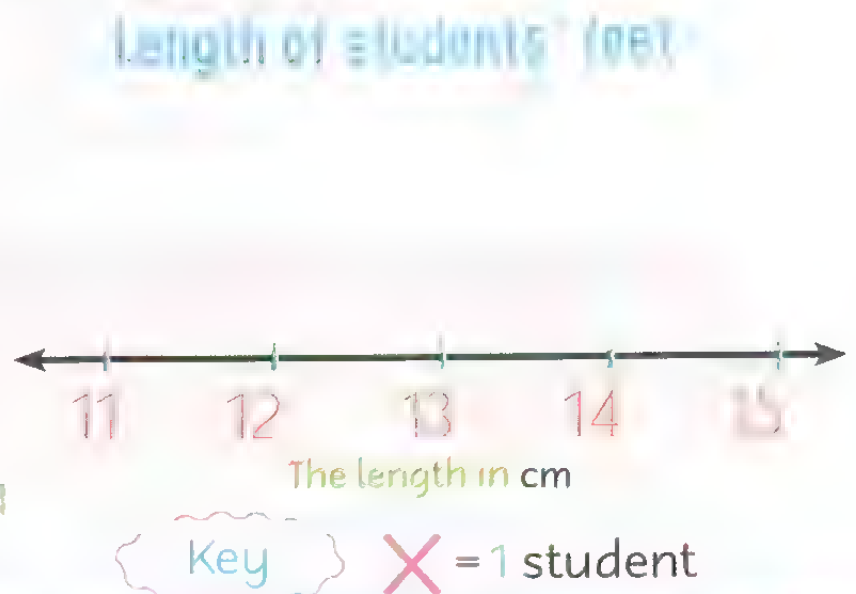 Length of students' feet
11 12 13 14 15
The length in cm
Key X = 1 student